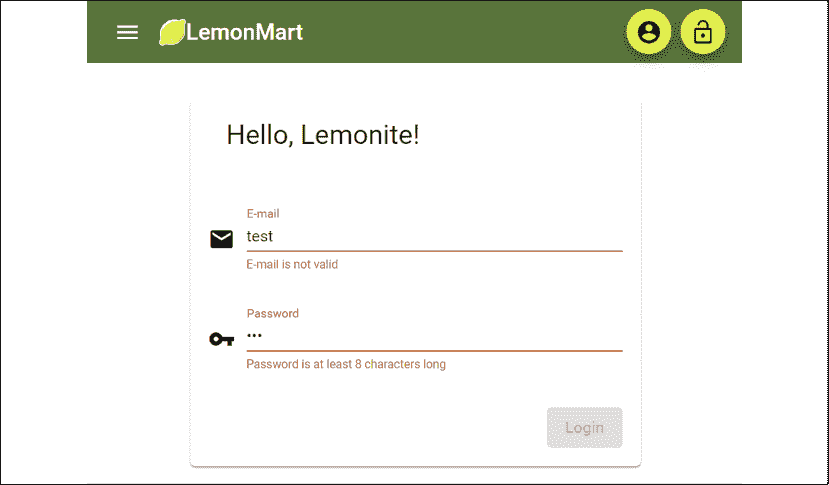 LemonMart
Hello, Lemonite!
E-mail
test
E-mail is not valid
Password
•••
Password is at least 8 characters long
Login